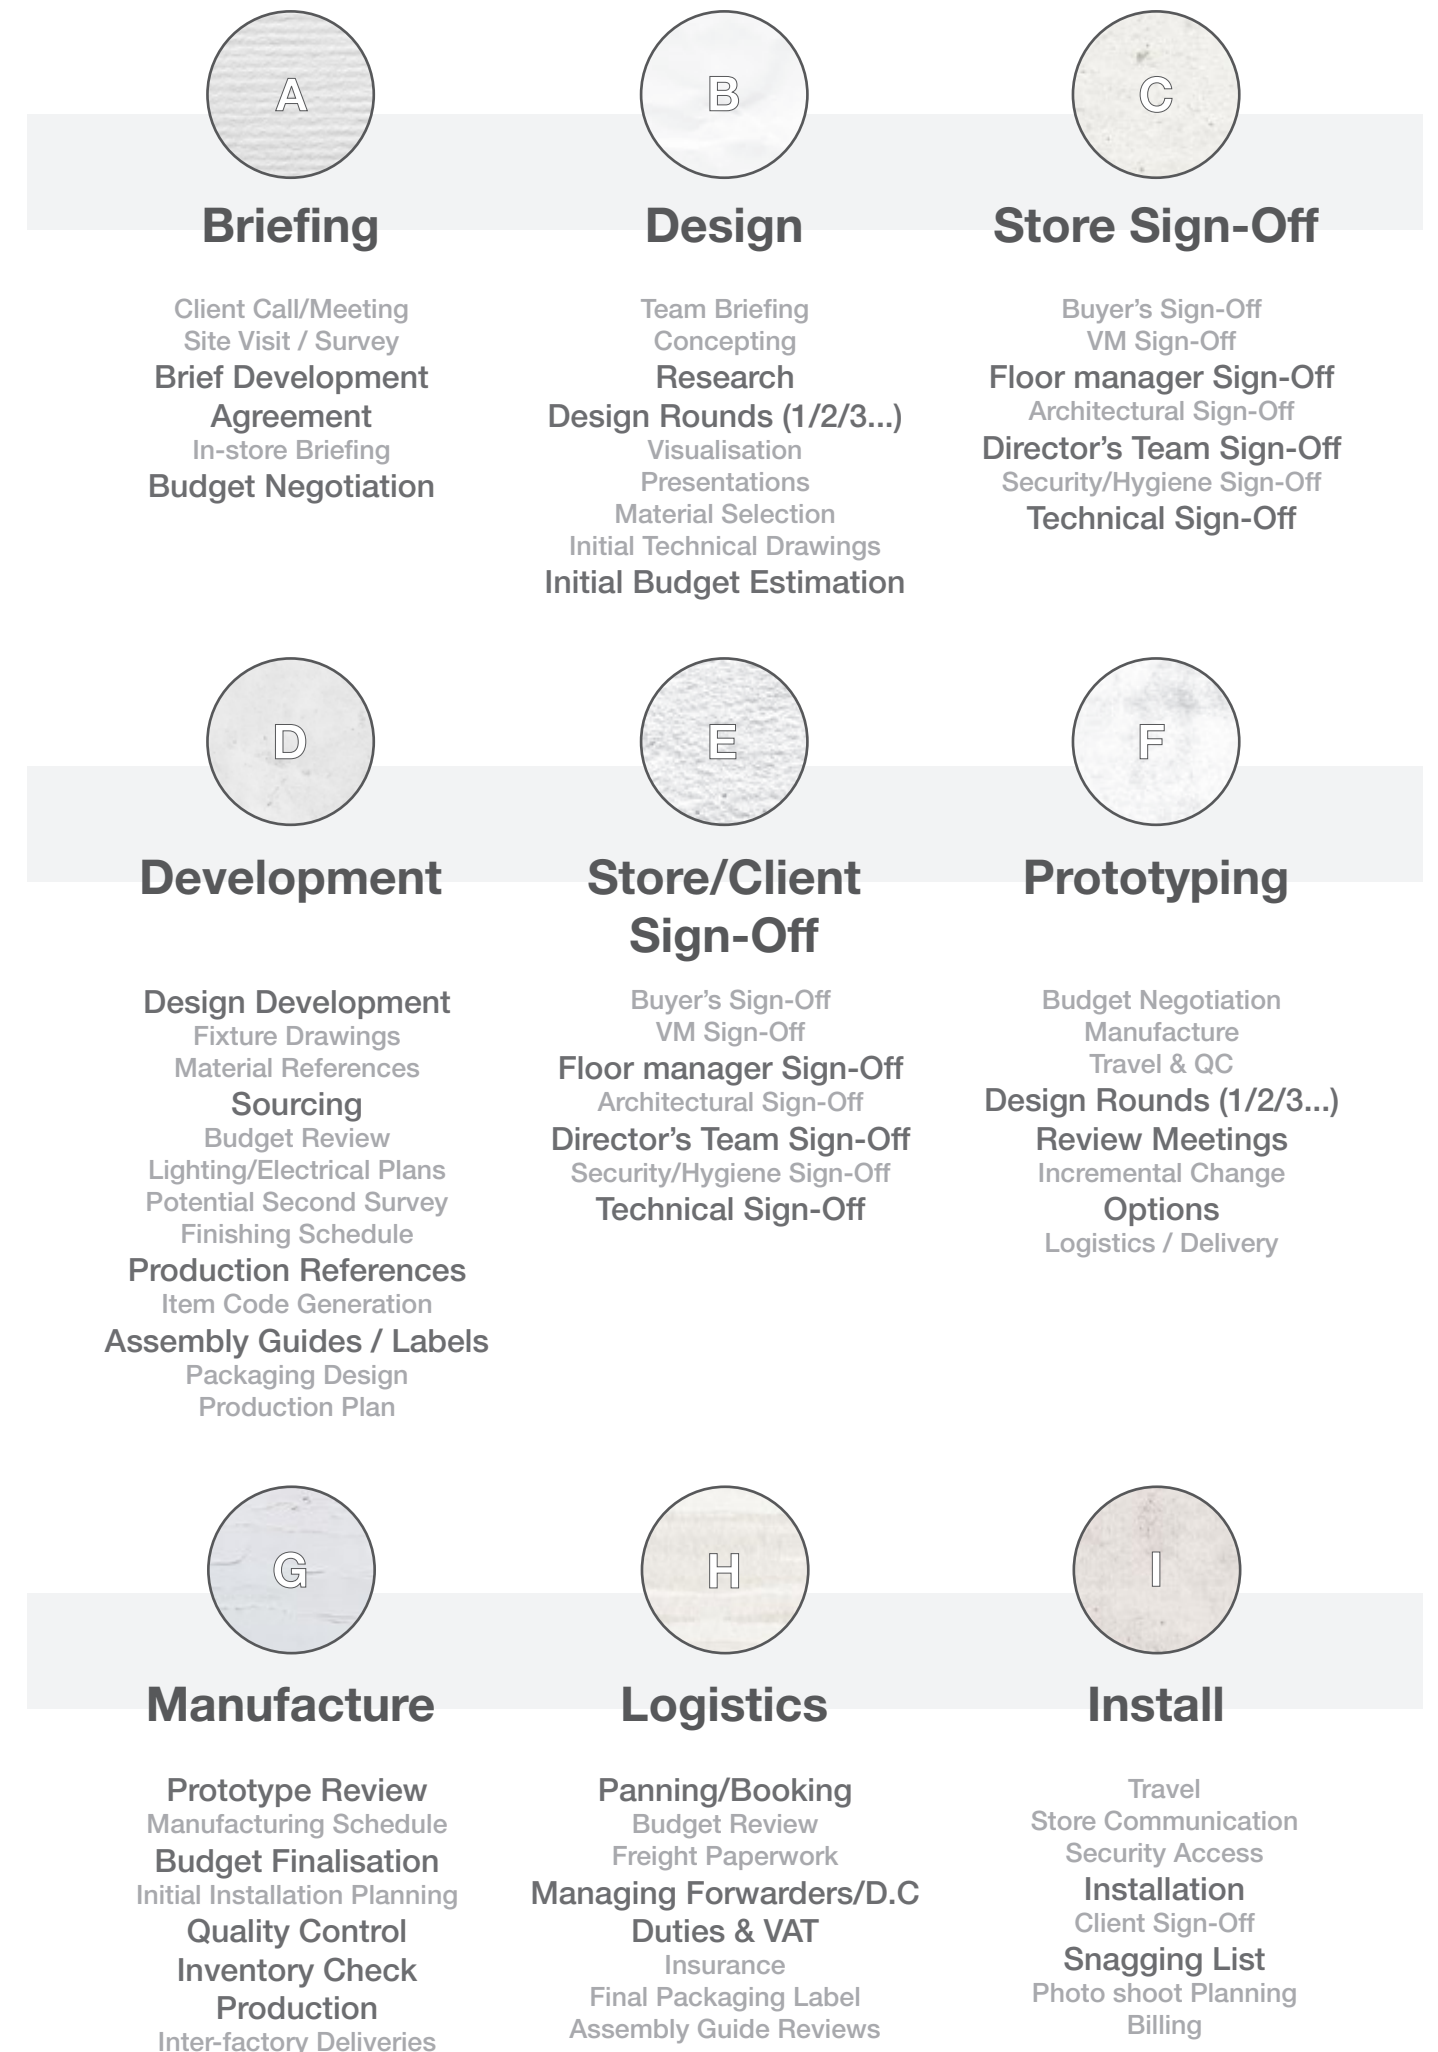 A
Briefing
Client Call/Meeting
Site Visit / Survey
Brief Development
Agreement
In-store Briefing
Budget Negotiation
B
Design
Team Briefing
Concepting
Research
Design Rounds (1/2/3...)
Visualisation
Presentations
Material Selection
Initial Technical Drawings
Initial Budget Estimation
C
Store Sign-Off
Buyer’s Sign-Off
VM Sign-Off
Floor manager Sign-Off
Architectural Sign-Off
Director’s Team Sign-Off
Security/Hygiene Sign-Off
Technical Sign-Off
D
Development
Design Development
Fixture Drawings
Material References
Sourcing
Budget Review
Lighting/Electrical Plans
Potential Second Survey
Finishing Schedule
Production References
Item Code Generation
Assembly Guides / Labels
Packaging Design
Production Plan
E
Store/Client
Sign-Off
Buyer’s Sign-Off
VM Sign-Off
Floor manager Sign-Off
Architectural Sign-Off
Director’s Team Sign-Off
Security/Hygiene Sign-Off
Technical Sign-Off
F
Prototyping
Budget Negotiation
Manufacture
Travel & QC
Design Rounds (1/2/3...)
Review Meetings
Incremental Change
Options
Logistics / Delivery
G
Manufacture
Prototype Review
Manufacturing Schedule
Budget Finalisation
Initial Installation Planning
Quality Control
Inventory Check
Production
Inter-factory Deliveries
H
Logistics
Panning/Booking
Budget Review
Freight Paperwork
Managing Forwarders/D.C
Duties & VAT
Insurance
Final Packaging Label
Assembly Guide Reviews
I
Install
Travel
Store Communication
Security Access
Installation
Client Sign-Off
Snagging List
Photo shoot Planning
Billing